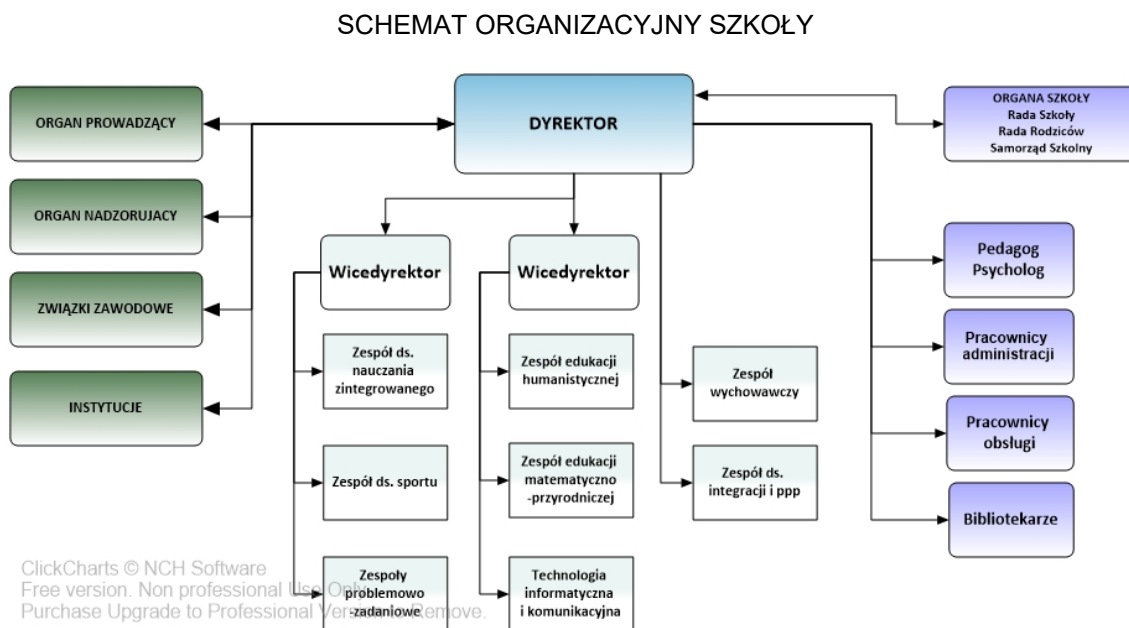 SCHEMAT ORGANIZACYJNY SZKOŁY
ORGAN PROWADZĄCY
ORGAN NADZORUJACY
ZWIĄZKI ZAWODOWE
INSTYTUCJE
DYREKTOR
ORGANA SZKOŁY
Rada Szkoły
Rada Rodziców
Samorząd Szkolny
Wicedyrektor
Zespół ds.
nauczania
zintegrowanego
Zespół ds. sportu
Zespoły
problemowo
-zadaniowe
Wicedyrektor
Zespół edukacji
humanistycznej
Zespół edukacji
matematyczno
-przyrodniczej
Technologia
informatyczna
i komunikacyjna
Zespół
wychowawczy
Zespół ds.
integracji i ppp
Pedagog
Psycholog
Pracownicy
administracji
Pracownicy
obsługi
Bibliotekarze
ClickCharts © NCH Software
Free version. Non professional Use Only.
Purchase Upgrade to Professional Version to Remove.